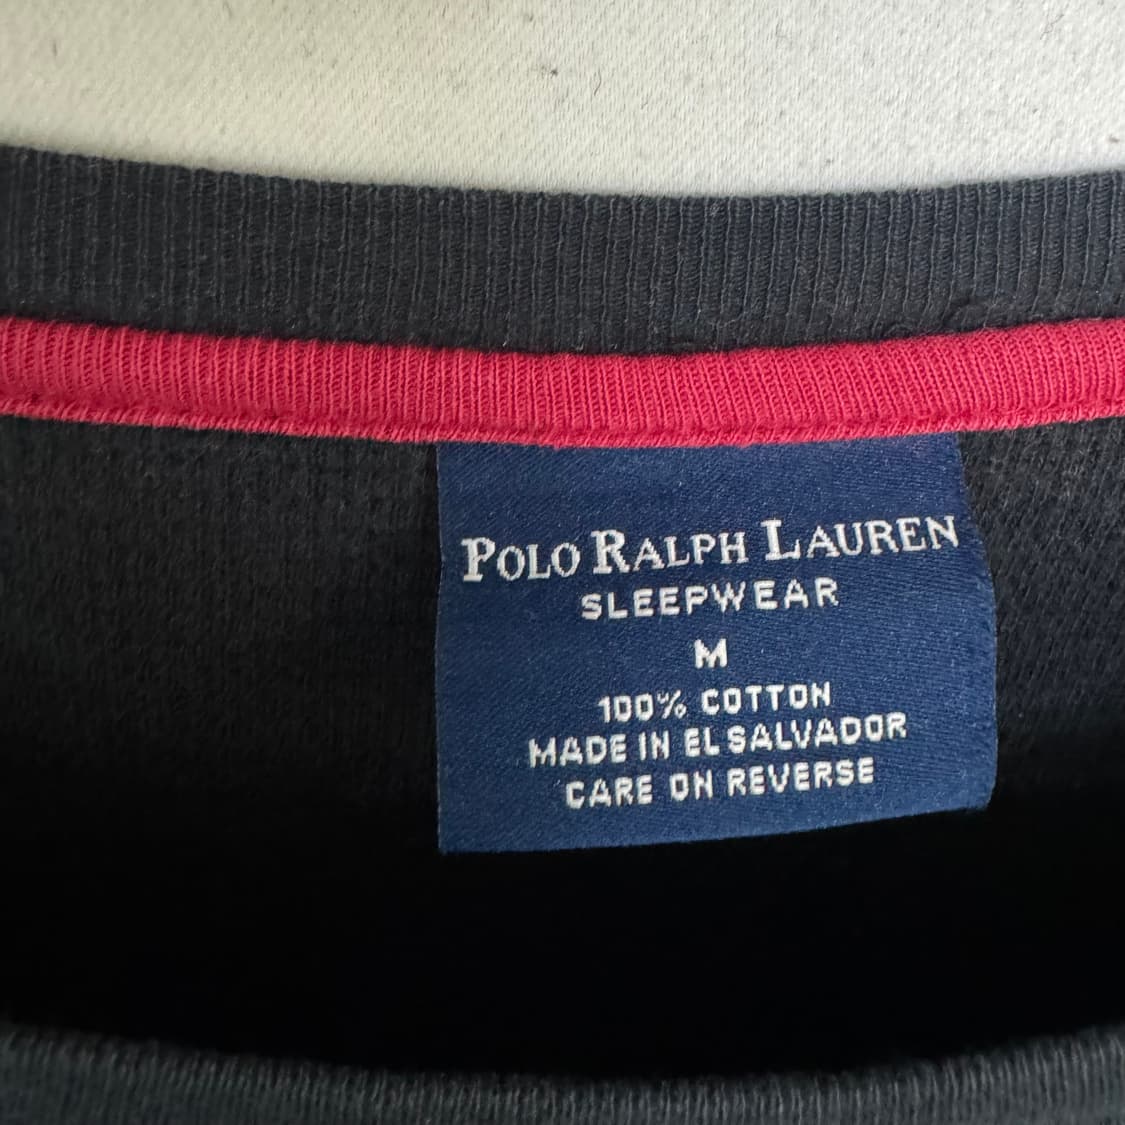 POLO RALPH LAUREN
SLEEPWEAR
M
100% COTTON
MADE IN EL SALVADOR
CARE ON REVERSE